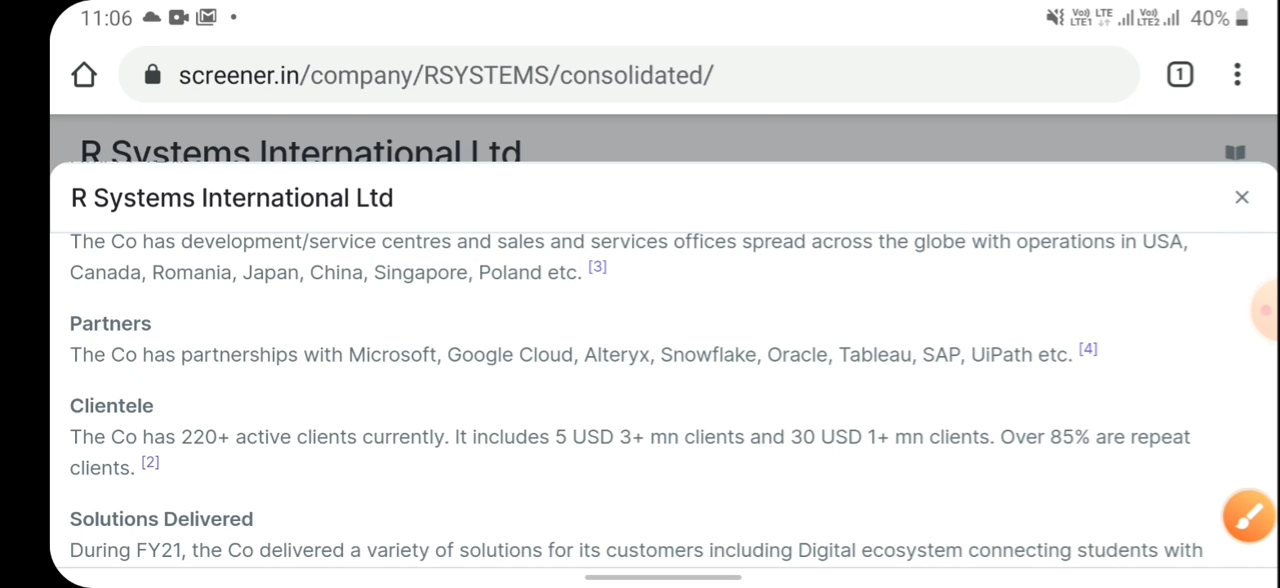 11:06
Vo) LTE1 LTE Vo) LTE2 40%
screener.in/company/RSYSTEMS/consolidated/
1
R Systems International Ltd
R Systems International Ltd
The Co has development/service centres and sales and services offices spread across the globe with operations in USA,
Canada, Romania, Japan, China, Singapore, Poland etc. [3]
Partners
The Co has partnerships with Microsoft, Google Cloud, Alteryx, Snowflake, Oracle, Tableau, SAP, UiPath etc. [4]
Clientele
The Co has 220+ active clients currently. It includes 5 USD 3+ mn clients and 30 USD 1+ mn clients. Over 85% are repeat
clients. [2]
Solutions Delivered
During FY21, the Co delivered a variety of solutions for its customers including Digital ecosystem connecting students with